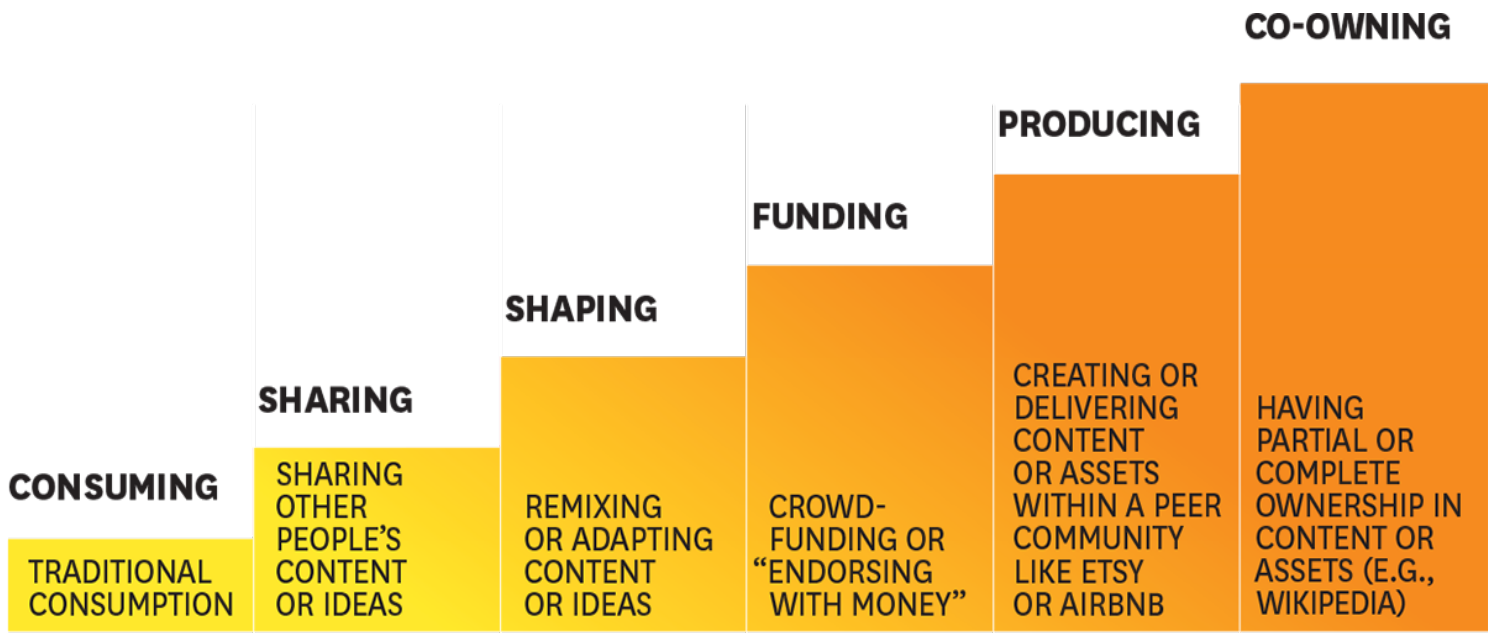 CONSUMING
TRADITIONAL
CONSUMPTION
SHARING
SHARING
OTHER
PEOPLE'S
CONTENT
OR IDEAS
SHAPING
REMIXING
OR ADAPTING
CONTENT
OR IDEAS
FUNDING
CROWD-
FUNDING OR
“ENDORSING
WITH MONEY”
PRODUCING
CREATING OR
DELIVERING
CONTENT
OR ASSETS
WITHIN A PEER
COMMUNITY
LIKE ETSY
OR AIRBNB
CO-OWNING
HAVING
PARTIAL OR
COMPLETE
OWNERSHIP IN
CONTENT OR
ASSETS (E.G.,
WIKIPEDIA)